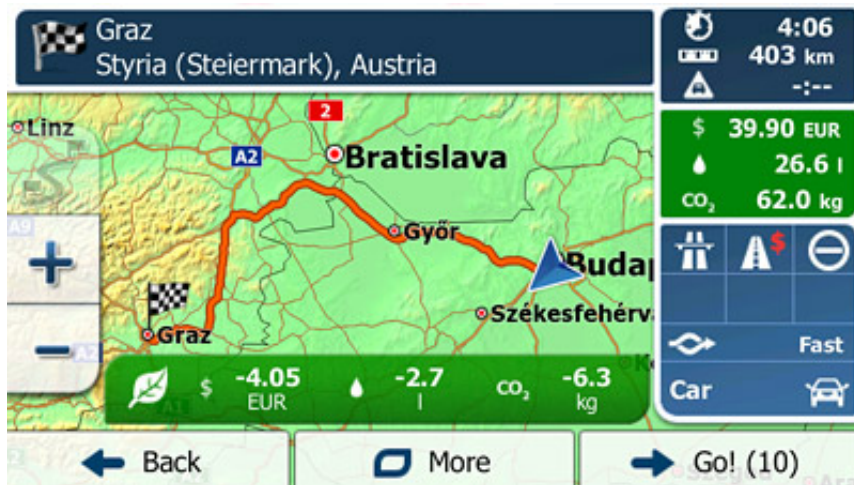 Graz
Styria (Steiermark), Austria
4:06
403 km
-:--
$ 39.90 EUR
26.6 l
CO₂ 62.0 kg
2
Linz
A2
Bratislava
A9
Győr
$
Székesfehérv
Graz
A2
$ -4.05 EUR
-2.7 l
CO₂ -6.3 kg
A1
Fast
Car
Back
More
Go! (10)